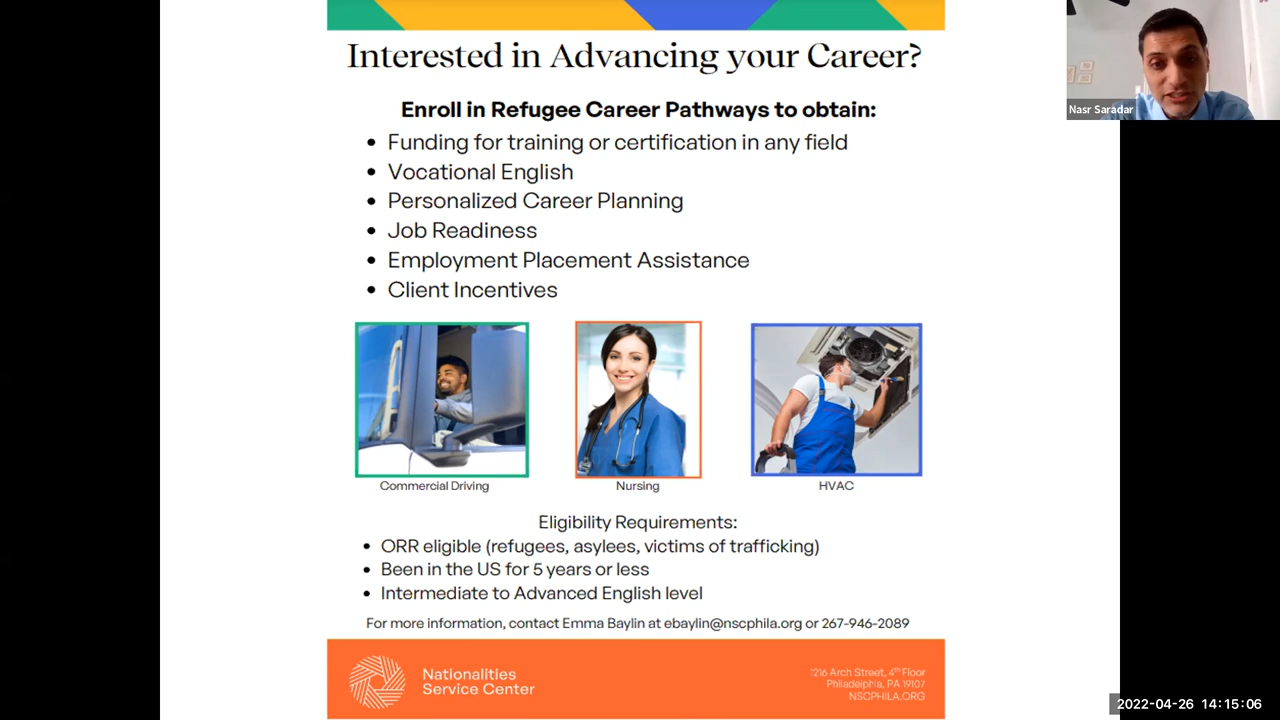 Interested in Advancing your Career?
Enroll in Refugee Career Pathways to obtain:
• Funding for training or certification in any field
• Vocational English
• Personalized Career Planning
• Job Readiness
• Employment Placement Assistance
• Client Incentives
Commercial Driving
Nursing
HVAC
Eligibility Requirements:
• ORR eligible (refugees, asylees, victims of trafficking)
• Been in the US for 5 years or less
• Intermediate to Advanced English level
For more information, contact Emma Baylin at ebaylin@nscphila.org or 267-946-2089
Nationalities
Service Center
1216 Arch Street, 4th Floor
Philadelphia, PA 19107
NSCPHILA.ORG
Nasr Saradar
2022-04-26 14:15:06